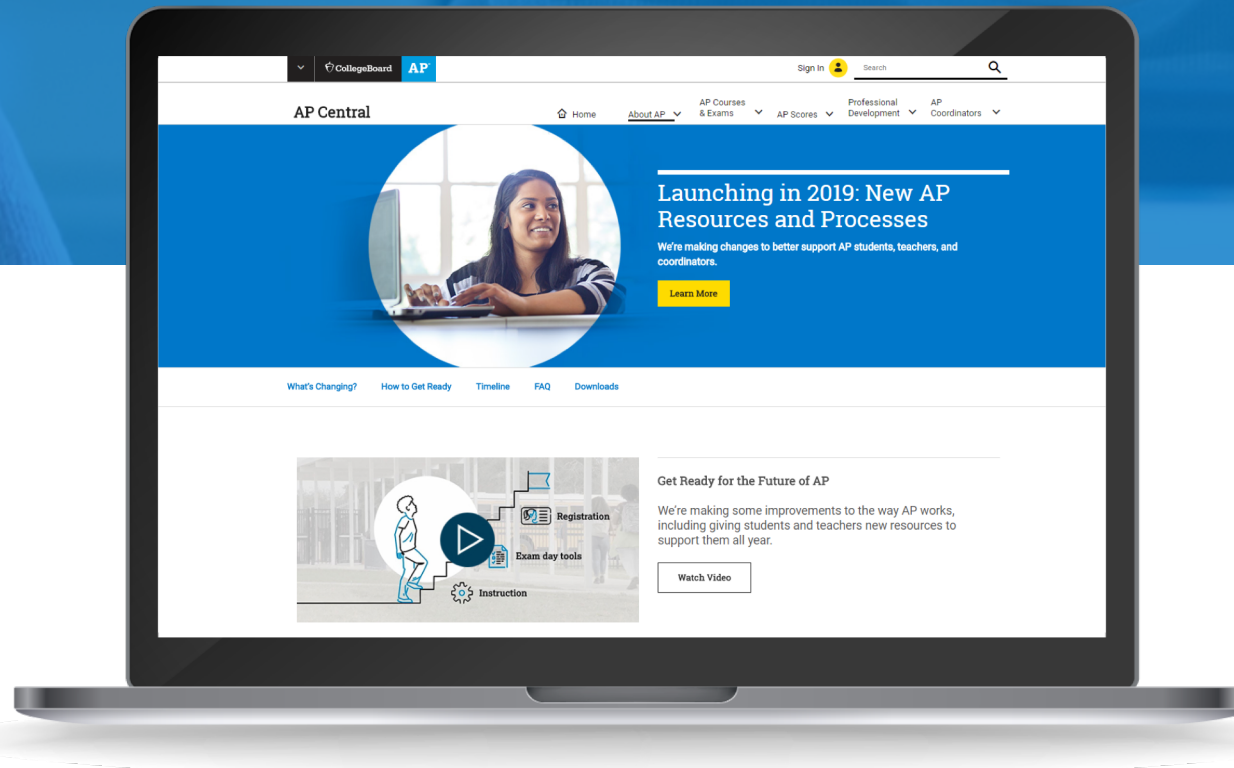 CollegeBoard AP
Sign In
Search
AP Central
Home
About AP
AP Courses
& Exams
AP Scores
Professional
Development
AP
Coordinators
Launching in 2019: New AP
Resources and Processes
We're making changes to better support AP students, teachers, and
coordinators.
Learn More
What's Changing?
How to Get Ready
Timeline
FAQ
Downloads
Registration
Exam day tools
Instruction
Get Ready for the Future of AP
We're making some improvements to the way AP works,
including giving students and teachers new resources to
support them all year.
Watch Video